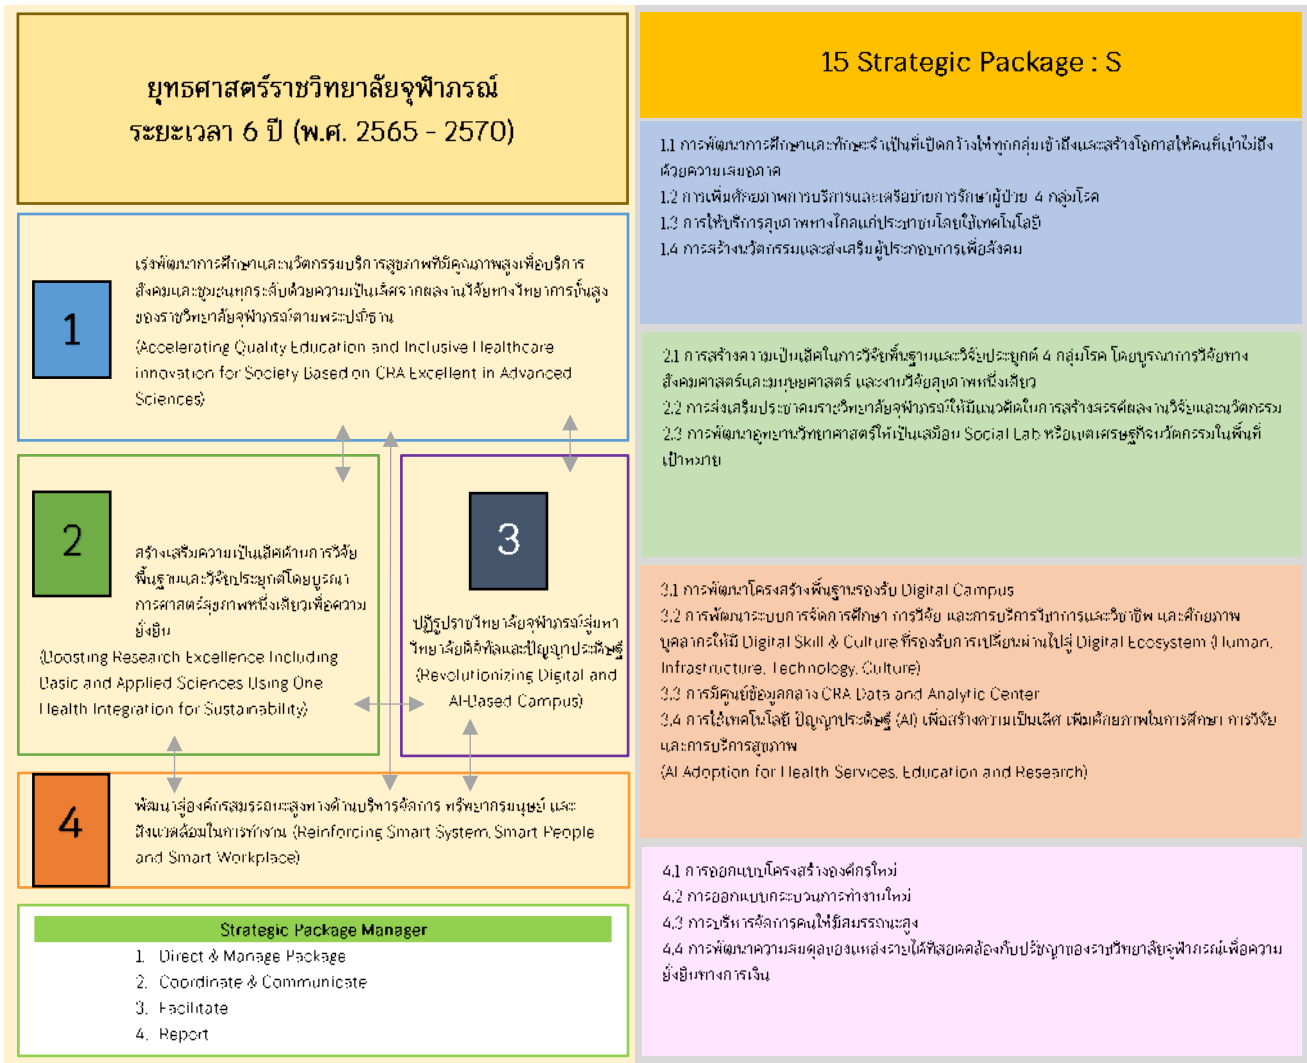 ยุทธศาสตร์ราชวิทยาลัยจุฬาภรณ์
ระยะเวลา 6 ปี (พ.ศ. 2565 - 2570)
1
เร่งพัฒนาการศึกษาและนวัตกรรมบริการสุขภาพที่มีคุณภาพสูงเพื่อบริการ
สังคมและชุมชนทุกระดับด้วยความเป็นเลิศจากผลงานวิจัยทางวิทยาการขั้นสูง
ของราชวิทยาลัยจุฬาภรณ์ตามพระปณิธาน
(Accelerating Quality Education and Inclusive Healthcare
innovation for Society Based on CRA Excellent in Advanced
Sciences)
2
สร้างเสริมความเป็นเลิศด้านการวิจัย
พื้นฐานและวิจัยประยุกต์โดยบูรณา
การศาสตร์สุขภาพหนึ่งเดียวเพื่อความ
ยั่งยืน
(Boosting Research Excellence Including
Basic and Applied Sciences Using One
Health Integration for Sustainability)
3
ปฏิรูปราชวิทยาลัยจุฬาภรณ์สู่มหา
วิทยาลัยดิจิทัลและปัญญาประดิษฐ์
(Revolutionizing Digital and
AI-Based Campus)
4
พัฒนาสู่องค์กรสมรรถนะสูงทางด้านบริหารจัดการ ทรัพยากรมนุษย์ และ
สิ่งแวดล้อมในการทำงาน (Reinforcing Smart System, Smart People
and Smart Workplace)
Strategic Package Manager
1. Direct & Manage Package
2. Coordinate & Communicate
3. Facilitate
4. Report
15 Strategic Package : S
1.1 การพัฒนาการศึกษาและทักษะจำเป็นที่เปิดกว้างให้ทุกกลุ่มเข้าถึงและสร้างโอกาสให้คนที่เข้าไม่ถึง
ด้วยความเสมอภาค
1.2 การเพิ่มศักยภาพการบริการและเครือข่ายการรักษาผู้ป่วย 4 กลุ่มโรค
1.3 การให้บริการสุขภาพทางไกลแก่ประชาชนโดยใช้เทคโนโลยี
1.4 การสร้างนวัตกรรมและส่งเสริมผู้ประกอบการเพื่อสังคม
2.1 การสร้างความเป็นเลิศในการวิจัยพื้นฐานและวิจัยประยุกต์ 4 กลุ่มโรค โดยบูรณาการวิจัยทาง
สังคมศาสตร์และมนุษยศาสตร์ และงานวิจัยสุขภาพหนึ่งเดียว
2.2 การส่งเสริมประชาคมราชวิทยาลัยจุฬาภรณ์ให้มีแนวคิดในการสร้างสรรค์ผลงานวิจัยและนวัตกรรม
2.3 การพัฒนาอุทยานวิทยาศาสตร์ให้เป็นเสมือน Social Lab หรือเขตเศรษฐกิจนวัตกรรมในพื้นที่
เป้าหมาย
3.1 การพัฒนาโครงสร้างพื้นฐานรองรับ Digital Campus
3.2 การพัฒนาระบบการจัดการศึกษา การวิจัย และการบริการวิชาการและวิชาชีพ และศักยภาพ
บุคลากรให้มี Digital Skill & Culture ที่รองรับการเปลี่ยนผ่านไปสู่ Digital Ecosystem (Human,
Infrastructure, Technology, Culture)
3.3 การมีศูนย์ข้อมูลกลาง CRA Data and Analytic Center
3.4 การใช้เทคโนโลยี ปัญญาประดิษฐ์ (AI) เพื่อสร้างความเป็นเลิศ เพิ่มศักยภาพในการศึกษา การวิจัย
และการบริการสุขภาพ
(AI Adoption for Health Services, Education and Research)
4.1 การออกแบบโครงสร้างองค์กรใหม่
4.2 การออกแบบกระบวนการทำงานใหม่
4.3 การบริหารจัดการคนให้มีสมรรถนะสูง
4.4 การพัฒนาความสมดุลของแหล่งรายได้ที่สอดคล้องกับปรัชญาของราชวิทยาลัยจุฬาภรณ์เพื่อความ
ยั่งยืนทางการเงิน